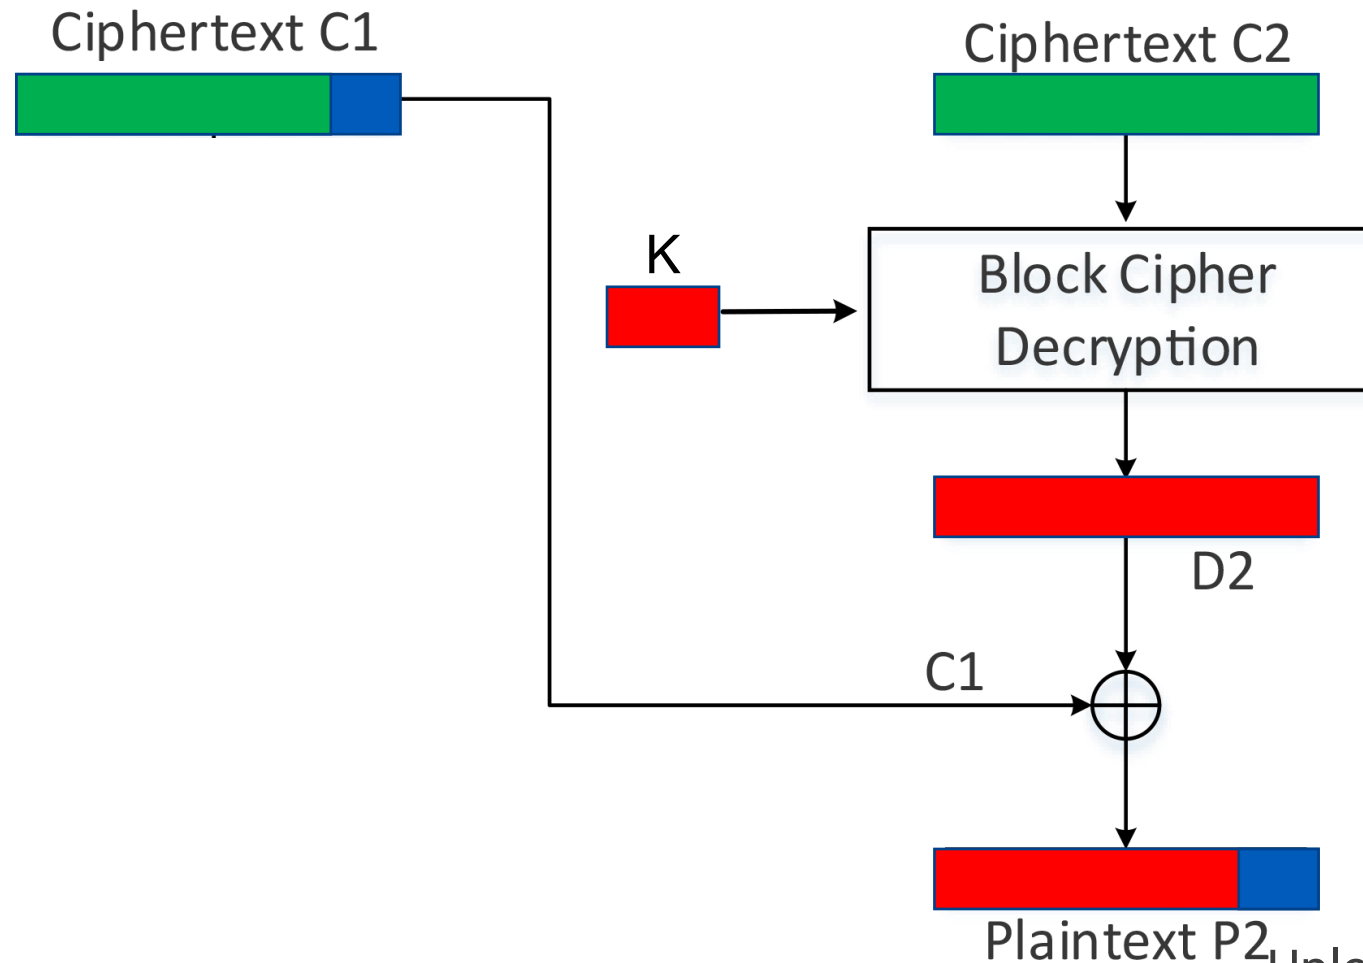 Ciphertext C1
Ciphertext C2
K
Block Cipher
Decryption
D2
C1
Plaintext P2